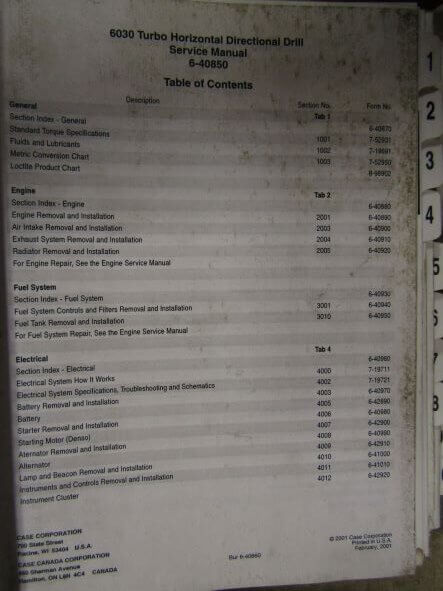 6030 Turbo Horizontal Directional Drill
Service Manual
6-40850
Table of Contents
Description Section No. Form No.
General Tab 1
Section Index - General 6-40870
Standard Torque Specifications 1001
Fluids and Lubricants 1002
Metric Conversion Chart 1003
Loctite Product Chart
Engine Tab 2
Section Index - Engine 6-40880
Engine Removal and Installation 2001 6-40890
Air Intake Removal and Installation 2003 6-40900
Exhaust System Removal and Installation 2004 6-40910
Radiator Removal and Installation 2005 6-40920
For Engine Repair, See the Engine Service Manual
Fuel System
Section Index - Fuel System 6-40930
Fuel System Controls and Filters Removal and Installation 3001 6-40940
Fuel Tank Removal and Installation 3010 6-40950
For Fuel System Repair, See the Engine Service Manual
Electrical Tab 4
Section Index - Electrical 6-40960
Electrical System How It Works 4000 7-19711
Electrical System Specifications, Troubleshooting and Schematics 4002 7-19721
Battery Removal and Installation 4003 6-40970
Battery 4005 6-42890
Starter Removal and Installation 4006 6-40980
Starting Motor (Denso) 4007 6-42900
Alternator Removal and Installation 4008 6-40990
Alternator 4009 6-42910
Lamp and Beacon Removal and Installation 4010 6-41000
Instruments and Controls Removal and Installation 4011 6-41010
Instrument Cluster 4012 6-42920
CASE CORPORATION
700 State Street
Racine, WI 53404 U.S.A.
CASE CANADA CORPORATION
450 Sherman Avenue
Hamilton, ON L8N 4C4 CANADA
Bur 6-40860
© 2001 Case Corporation
Printed in U.S.A.
February, 2001
1
2
3
4
5
6
7
8
9